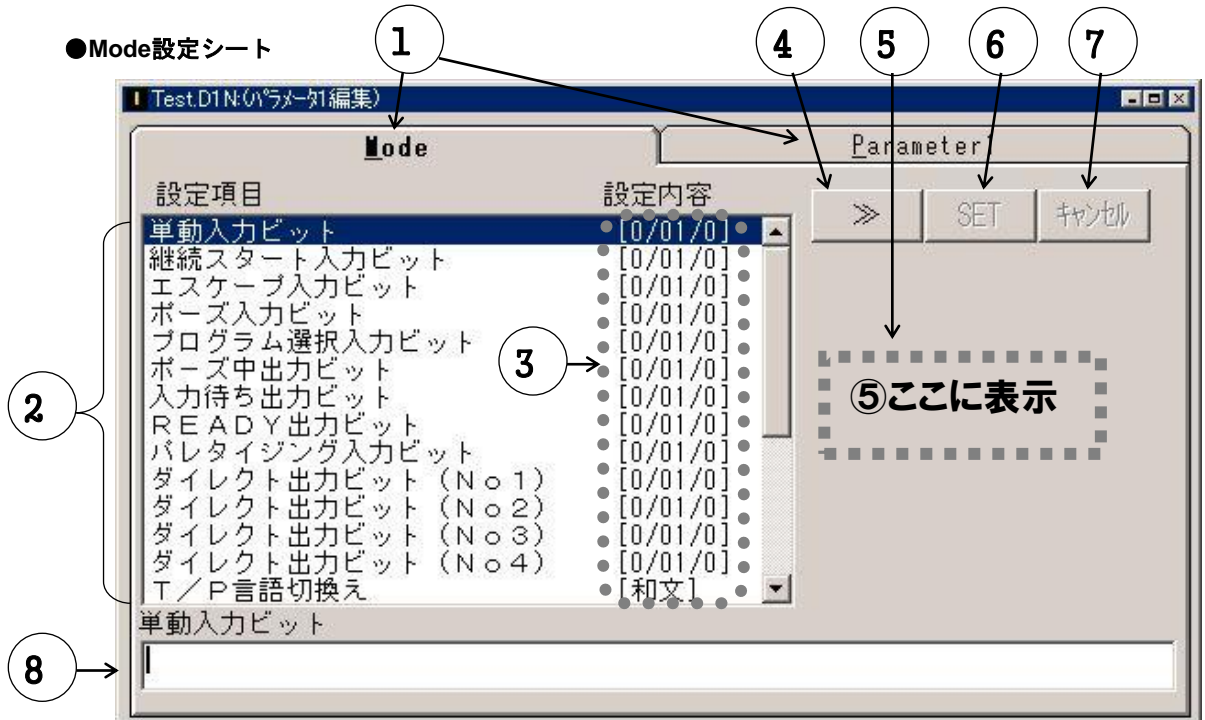 ●Mode設定シート
1
4
5
6
7
Test.D1N:(パラメータ1編集)
Mode
Parameter1
設定項目
設定内容
≫
SET
キャンセル
単動入力ビット [0/01/0]
継続スタート入力ビット [0/01/0]
エスケープ入力ビット [0/01/0]
ポーズ入力ビット [0/01/0]
プログラム選択入力ビット [0/01/0]
ポーズ中出力ビット [0/01/0]
入力待ち出力ビット [0/01/0]
READY出力ビット [0/01/0]
パレタイジング入力ビット [0/01/0]
ダイレクト出力ビット(No1) [0/01/0]
ダイレクト出力ビット(No2) [0/01/0]
ダイレクト出力ビット(No3) [0/01/0]
ダイレクト出力ビット(No4) [0/01/0]
T/P言語切換え [和文]
2
3
⑤ここに表示
単動入力ビット
8